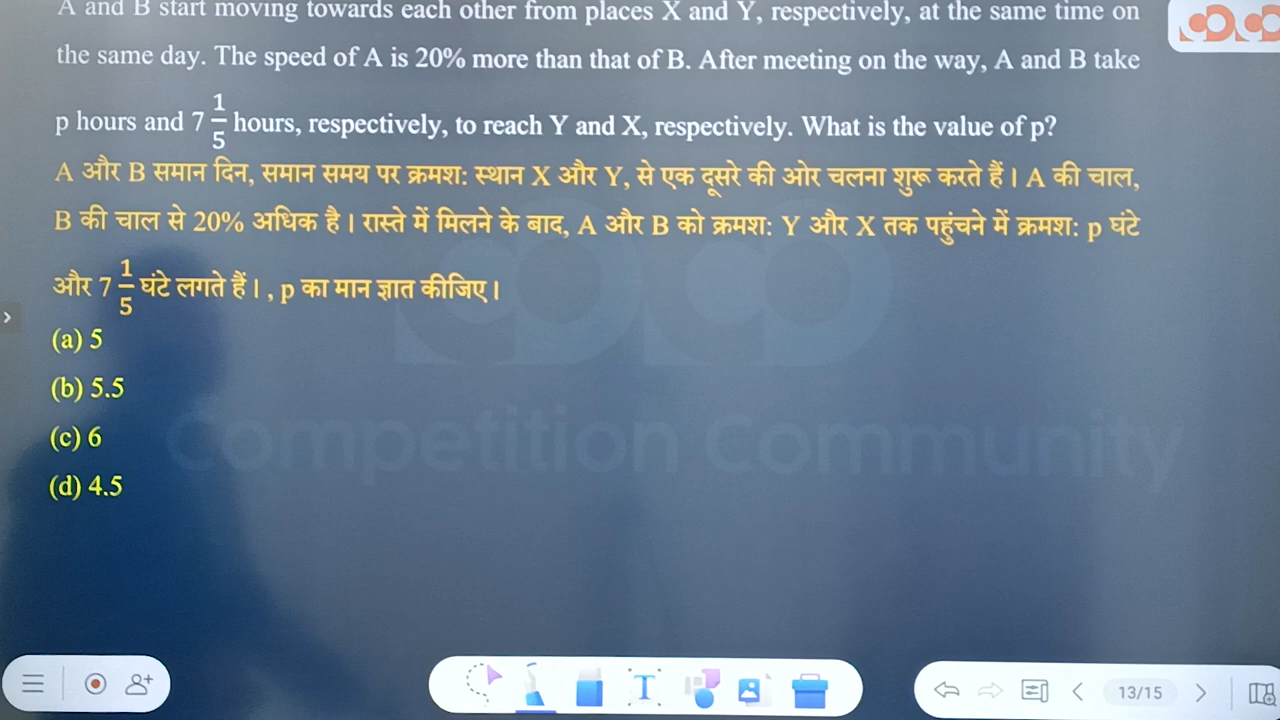 A and B start moving towards each other from places X and Y, respectively, at the same time on
the same day. The speed of A is 20% more than that of B. After meeting on the way, A and B take
p hours and 7 1/5 hours, respectively, to reach Y and X, respectively. What is the value of p?
A और B समान दिन, समान समय पर क्रमश: स्थान X और Y, से एक दूसरे की ओर चलना शुरू करते हैं। A की चाल,
B की चाल से 20% अधिक है। रास्ते में मिलने के बाद, A और B को क्रमश: Y और X तक पहुंचने में क्रमश: p घंटे
और 7 1/5 घंटे लगते हैं। , p का मान ज्ञात कीजिए।
(a) 5
(b) 5.5
(c) 6
(d) 4.5
Competition Community
T
13/15